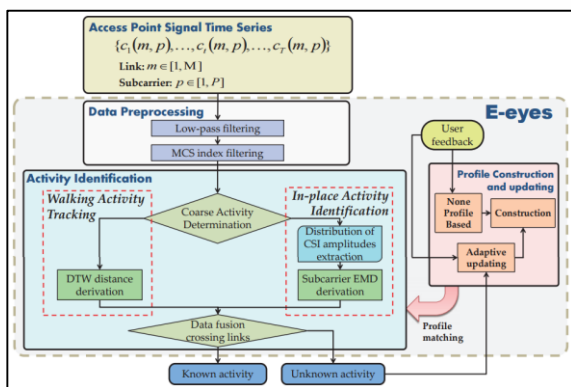 Access Point Signal Time Series
{c₁(m, p),…,cₜ(m, p),…,c_T(m, p)}
Link: m∈[1, M]
Subcarrier: p∈[1, P]
E-eyes
Data Preprocessing
Low-pass filtering
MCS index filtering
User
feedback
Profile Construction
and updating
None
Profile
Based
Construction
Adaptive
updating
Activity Identification
Walking Activity
Tracking
Coarse Activity
Determination
In-place Activity
Identification
Distribution of
CSI amplitudes
extraction
DTW distance
derivation
Subcarrier EMD
derivation
Data fusion
crossing links
Profile
matching
Known activity
Unknown activity